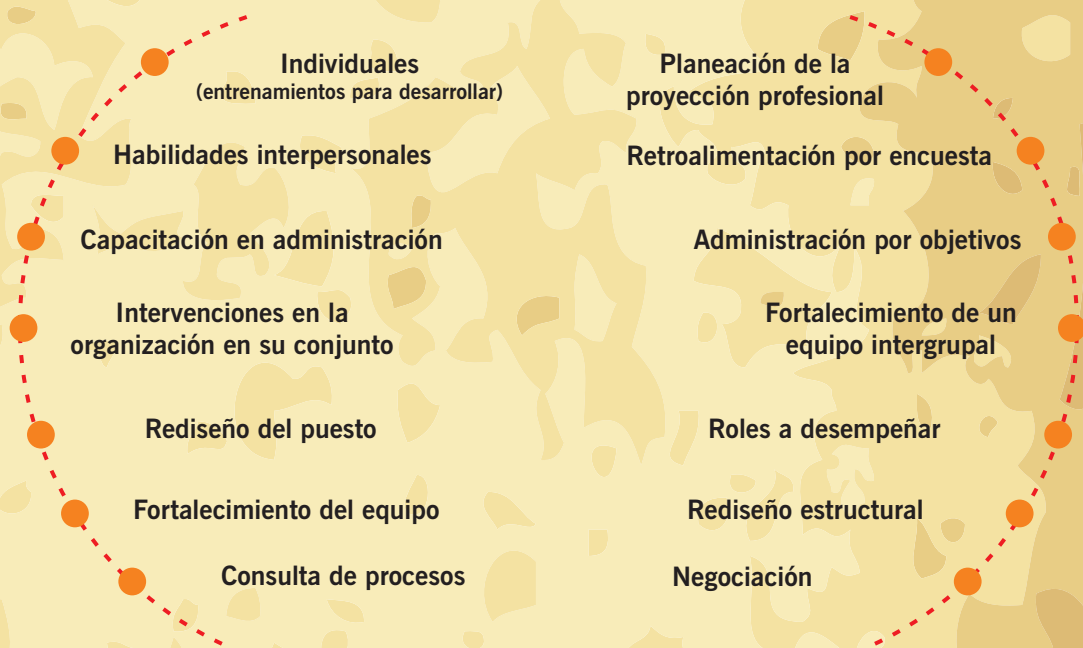 Individuales
(entrenamientos para desarrollar)
Habilidades interpersonales
Capacitación en administración
Intervenciones en la
organización en su conjunto
Rediseño del puesto
Fortalecimiento del equipo
Consulta de procesos
Planeación de la
proyección profesional
Retroalimentación por encuesta
Administración por objetivos
Fortalecimiento de un
equipo intergrupal
Roles a desempeñar
Rediseño estructural
Negociación